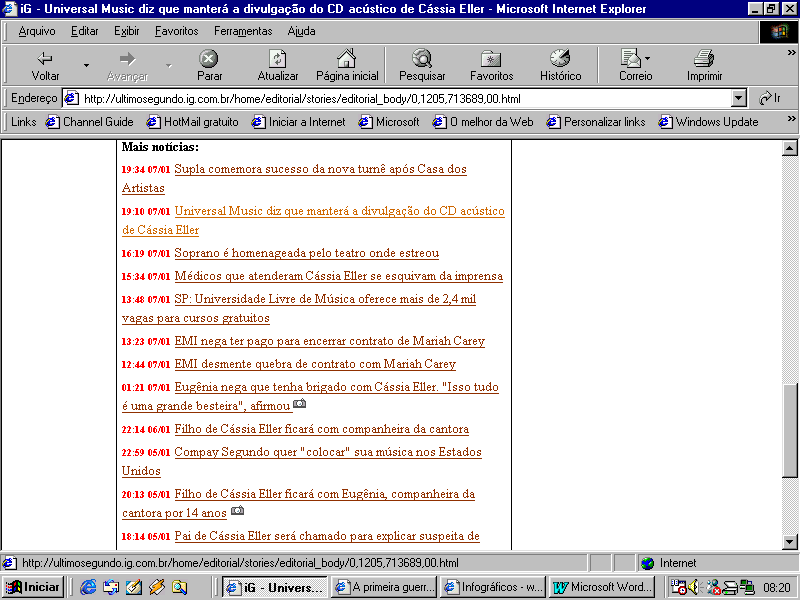 iG - Universal Music diz que manterá a divulgação do CD acústico de Cássia Eller - Microsoft Internet Explorer
Arquivo Editar Exibir Favoritos Ferramentas Ajuda
Voltar Avançar Parar Atualizar Página inicial Pesquisar Favoritos Histórico Correio Imprimir
Endereço http://ultimosegundo.ig.com.br/home/editorial/stories/editorial_body/0,1205,713689,00.html Ir
Links Channel Guide HotMail gratuito Iniciar a Internet Microsoft O melhor da Web Personalizar links Windows Update
Mais notícias:
19:34 07/01 Supla comemora sucesso da nova turnê após Casa dos
Artistas
19:10 07/01 Universal Music diz que manterá a divulgação do CD acústico
de Cássia Eller
16:19 07/01 Soprano é homenageada pelo teatro onde estreou
15:34 07/01 Médicos que atenderam Cássia Eller se esquivam da imprensa
13:48 07/01 SP: Universidade Livre de Música oferece mais de 2,4 mil
vagas para cursos gratuitos
13:23 07/01 EMI nega ter pago para encerrar contrato de Mariah Carey
12:44 07/01 EMI desmente quebra de contrato com Mariah Carey
01:21 07/01 Eugênia nega que tenha brigado com Cássia Eller. "Isso tudo
é uma grande besteira", afirmou
22:14 06/01 Filho de Cássia Eller ficará com companheira da cantora
22:59 05/01 Compay Segundo quer "colocar" sua música nos Estados
Unidos
20:13 05/01 Filho de Cássia Eller ficará com Eugênia, companheira da
cantora por 14 anos
18:14 05/01 Pai de Cássia Eller será chamado para explicar suspeita de
http://ultimosegundo.ig.com.br/home/editorial/stories/editorial_body/0,1205,713689,00.html Internet
Iniciar iG - Univers... A primeira guerr... Infográficos - w... Microsoft Word... 08:20